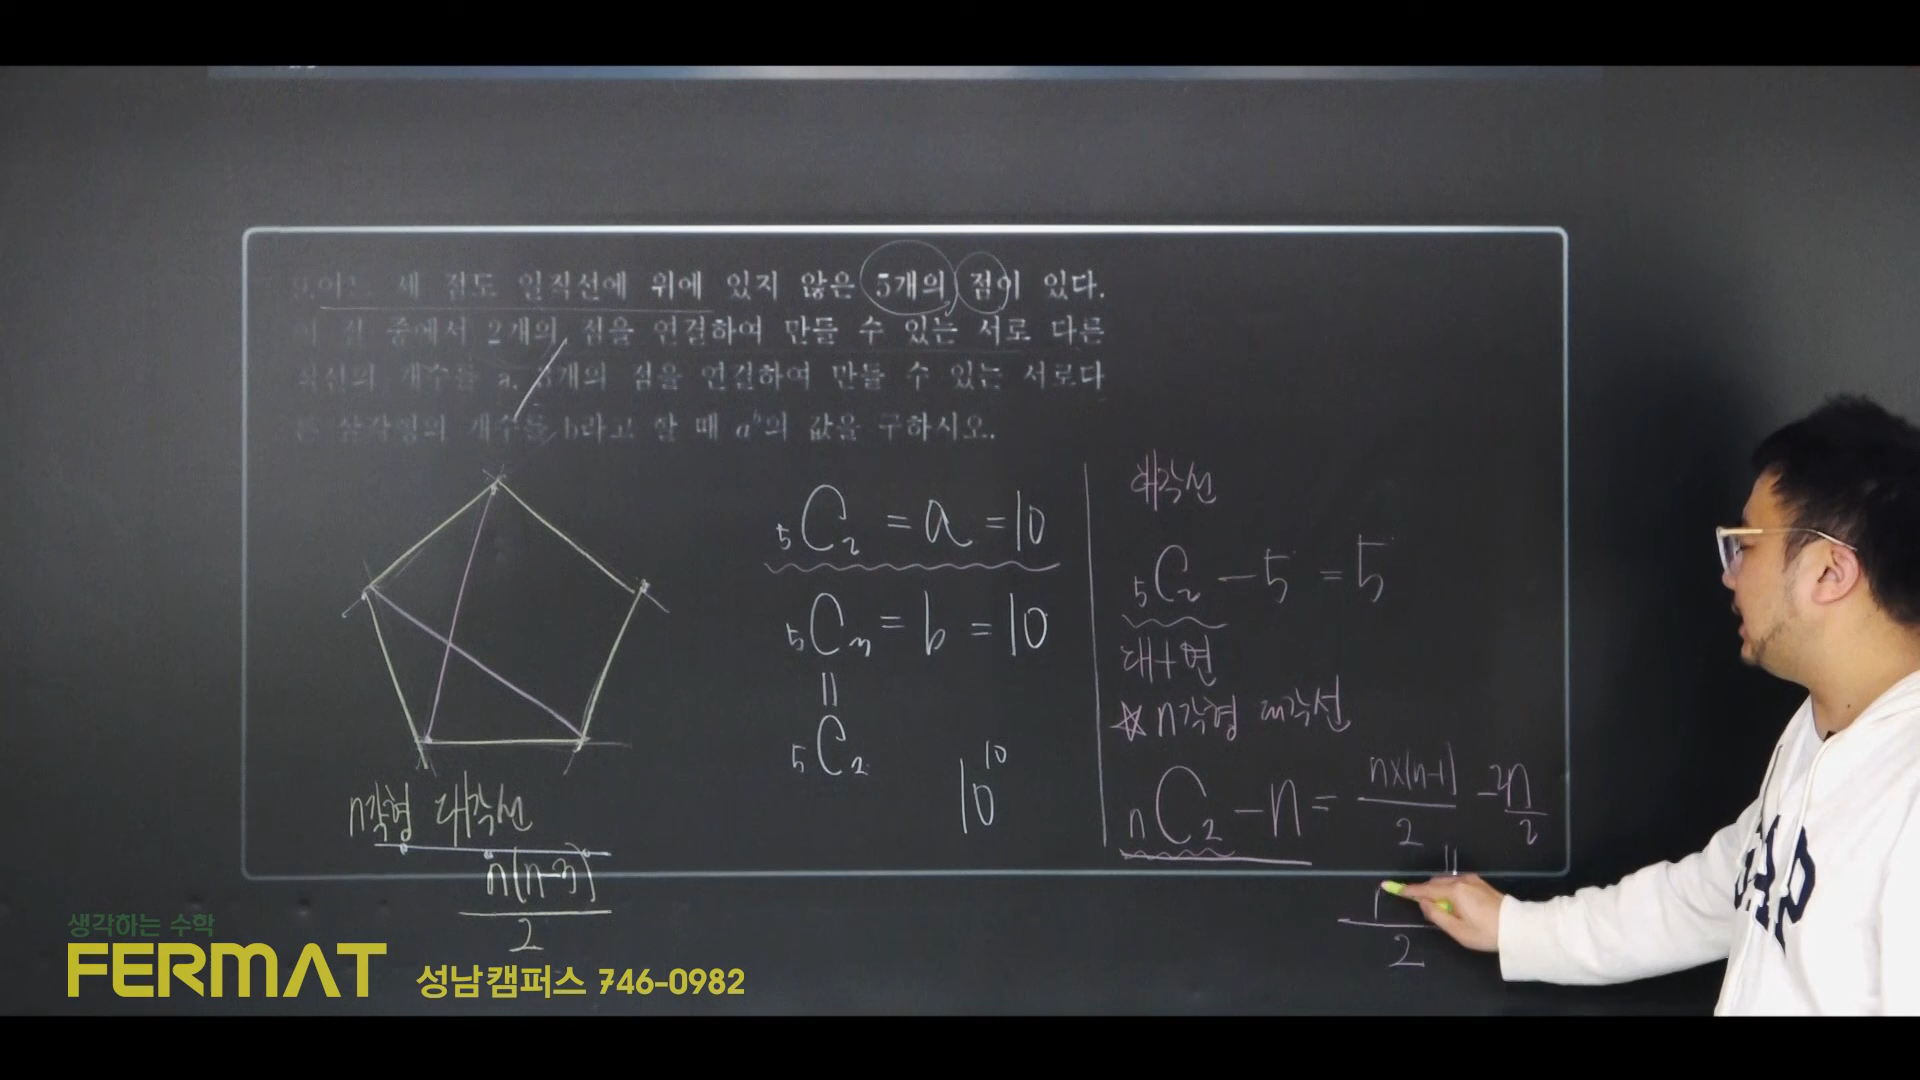 세 점도 일직선에 위에 있지 않은 5개의 점이 있다.
점 중에서 2개의 점을 연결하여 만들 수 있는 서로 다른
직선의 개수를 a, 3개의 점을 연결하여 만들 수 있는 서로다
른 삼각형의 개수를 b라고 할 때 a^b의 값을 구하시오.
n각형 대각선
n(n-3)
2
5C2 = a = 10
5C3 = b = 10
||
5C2
10^10
대각선
5C2 - 5 = 5
대+변
☆ n각형 대각선
nC2 - n = n×(n-1)/2 - 2n/2
||
2
생각하는 수학
FERMAT 성남캠퍼스 746-0982